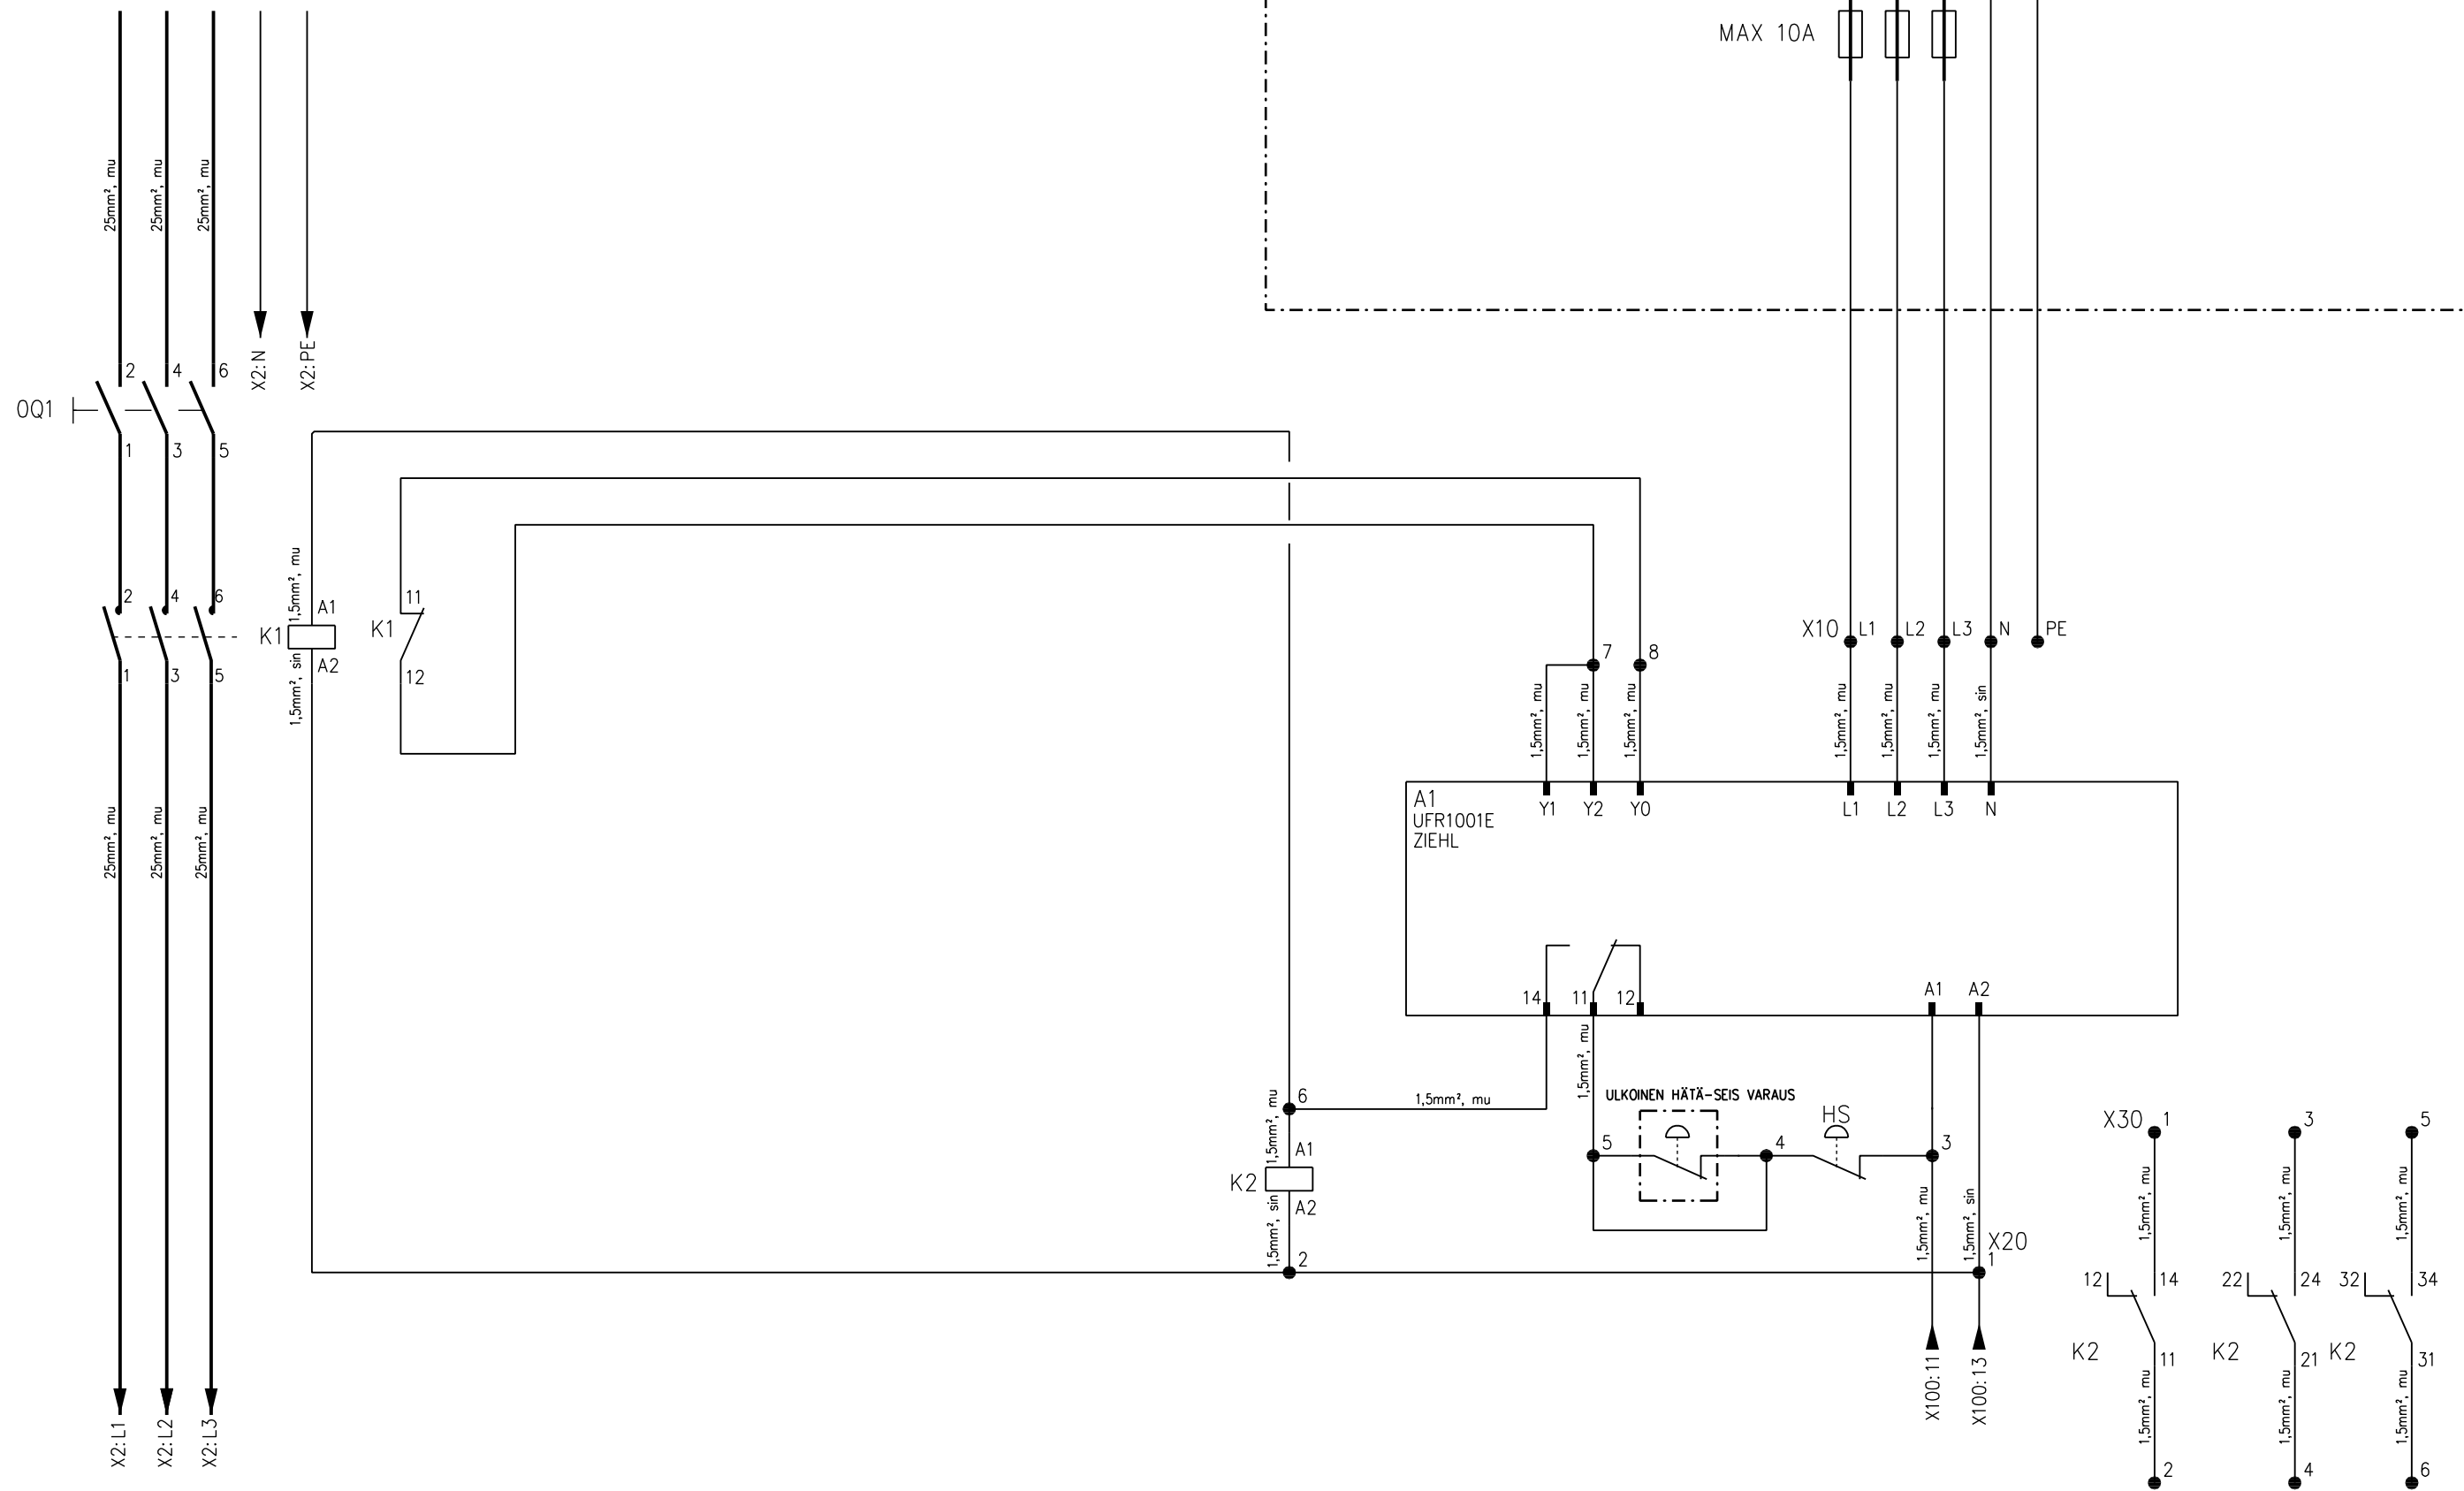 MAX 10A
25mm², mu
25mm², mu
25mm², mu
X2:N
X2:PE
2 4 6
0Q1
1 3 5
2 4 6
1,5mm², mu
A1
K1
A2
1,5mm², sin
1 3 5
11
K1
12
X10 L1 L2 L3 N PE
7 8
1,5mm², mu
1,5mm², mu
1,5mm², mu
1,5mm², mu
1,5mm², mu
1,5mm², mu
1,5mm², sin
A1
UFR1001E
ZIEHL
Y1 Y2 Y0 L1 L2 L3 N
25mm², mu
25mm², mu
25mm², mu
14 11 12
A1 A2
1,5mm², mu
6
1,5mm², mu
1,5mm², mu
ULKOINEN HÄTÄ-SEIS VARAUS
HS
5 4 3
A1
K2
A2
1,5mm², sin
2
1,5mm², mu
1,5mm², sin
X20
1
X100:11
X100:13
X30 1 3 5
1,5mm², mu
1,5mm², mu
1,5mm², mu
12 14 22 24 32 34
K2 11 K2 21 K2 31
1,5mm², mu
1,5mm², mu
1,5mm², mu
2 4 6
X2:L1
X2:L2
X2:L3